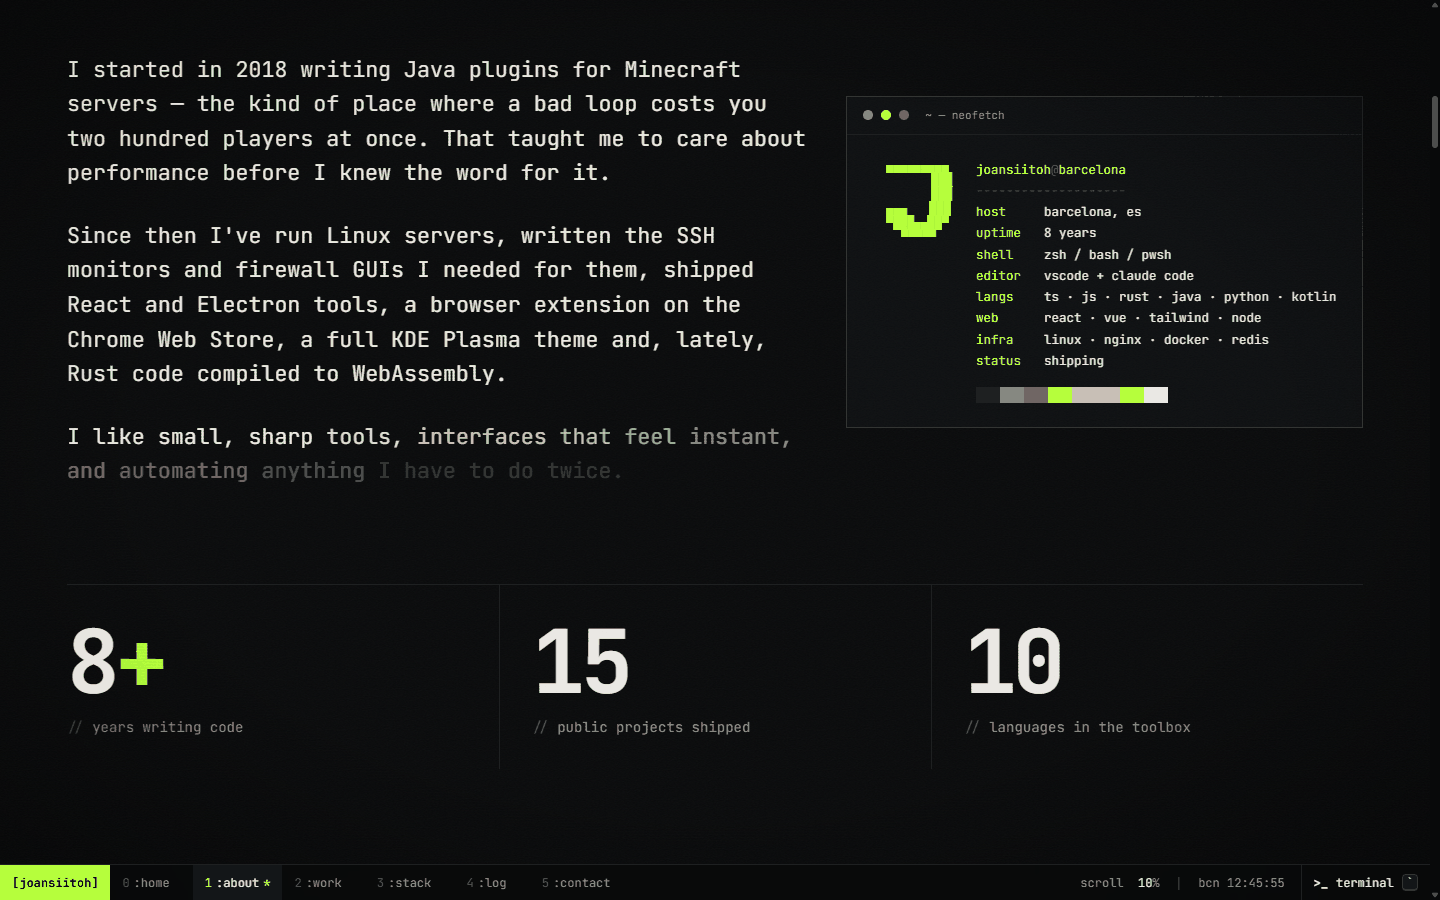 I started in 2018 writing Java plugins for Minecraft
servers — the kind of place where a bad loop costs you
two hundred players at once. That taught me to care about
performance before I knew the word for it.
Since then I've run Linux servers, written the SSH
monitors and firewall GUIs I needed for them, shipped
React and Electron tools, a browser extension on the
Chrome Web Store, a full KDE Plasma theme and, lately,
Rust code compiled to WebAssembly.
I like small, sharp tools, interfaces that feel instant,
and automating anything I have to do twice.
~ — neofetch
joansiitoh@barcelona
--------------------
host barcelona, es
uptime 8 years
shell zsh / bash / pwsh
editor vscode + claude code
langs ts · js · rust · java · python · kotlin
web react · vue · tailwind · node
infra linux · nginx · docker · redis
status shipping
8+
// years writing code
15
// public projects shipped
10
// languages in the toolbox
[joansiitoh] 0:home 1:about* 2:work 3:stack 4:log 5:contact scroll 10% | bcn 12:45:55 >_ terminal `